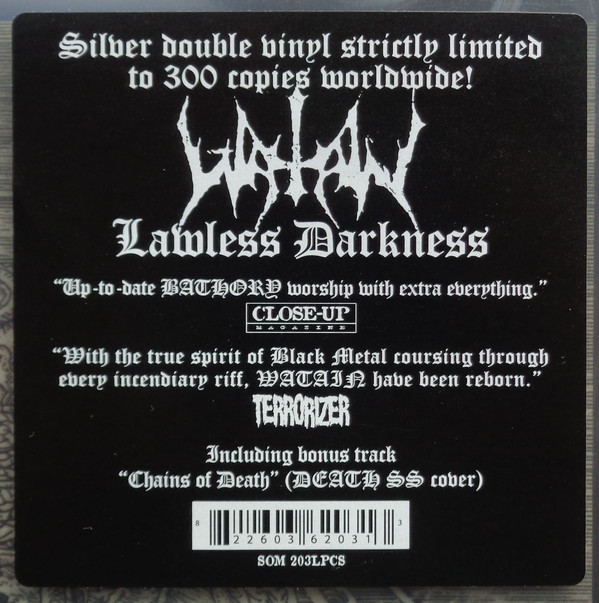 Silver double vinyl strictly limited
to 300 copies worldwide!
WATAIN
Lawless Darkness
“Up-to-date BATHORY worship with extra everything.”
CLOSE-UP
MAGAZINE
“With the true spirit of Black Metal coursing through
every incendiary riff, WATAIN have been reborn.”
TERRORIZER
Including bonus track
“Chains of Death” (DEATH SS cover)
8 22603 62031 3
SOM 203LPCS